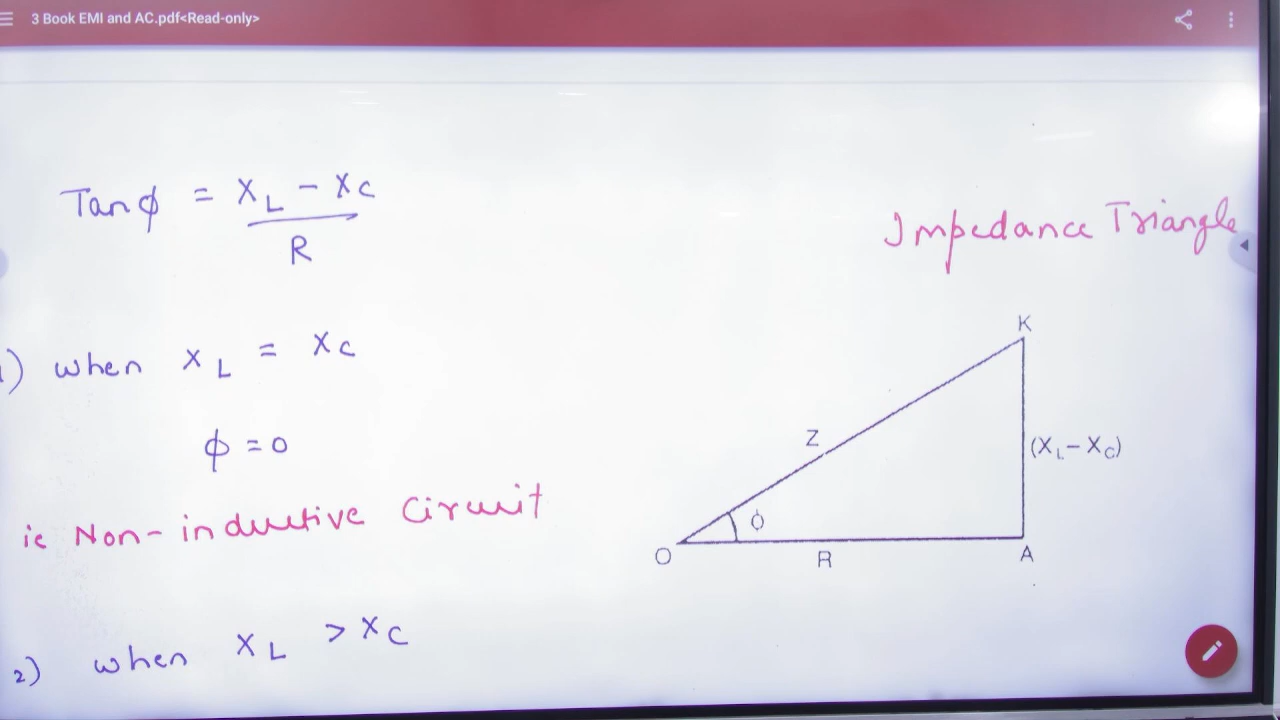 3 Book EMI and AC.pdf<Read-only>
Tanϕ = XL - XC
R
Impedance Triangle
1) when XL = XC
ϕ = 0
ie Non-inductive Circuit
2) when XL > XC
K
Z
(XL-XC)
ϕ
O
R
A